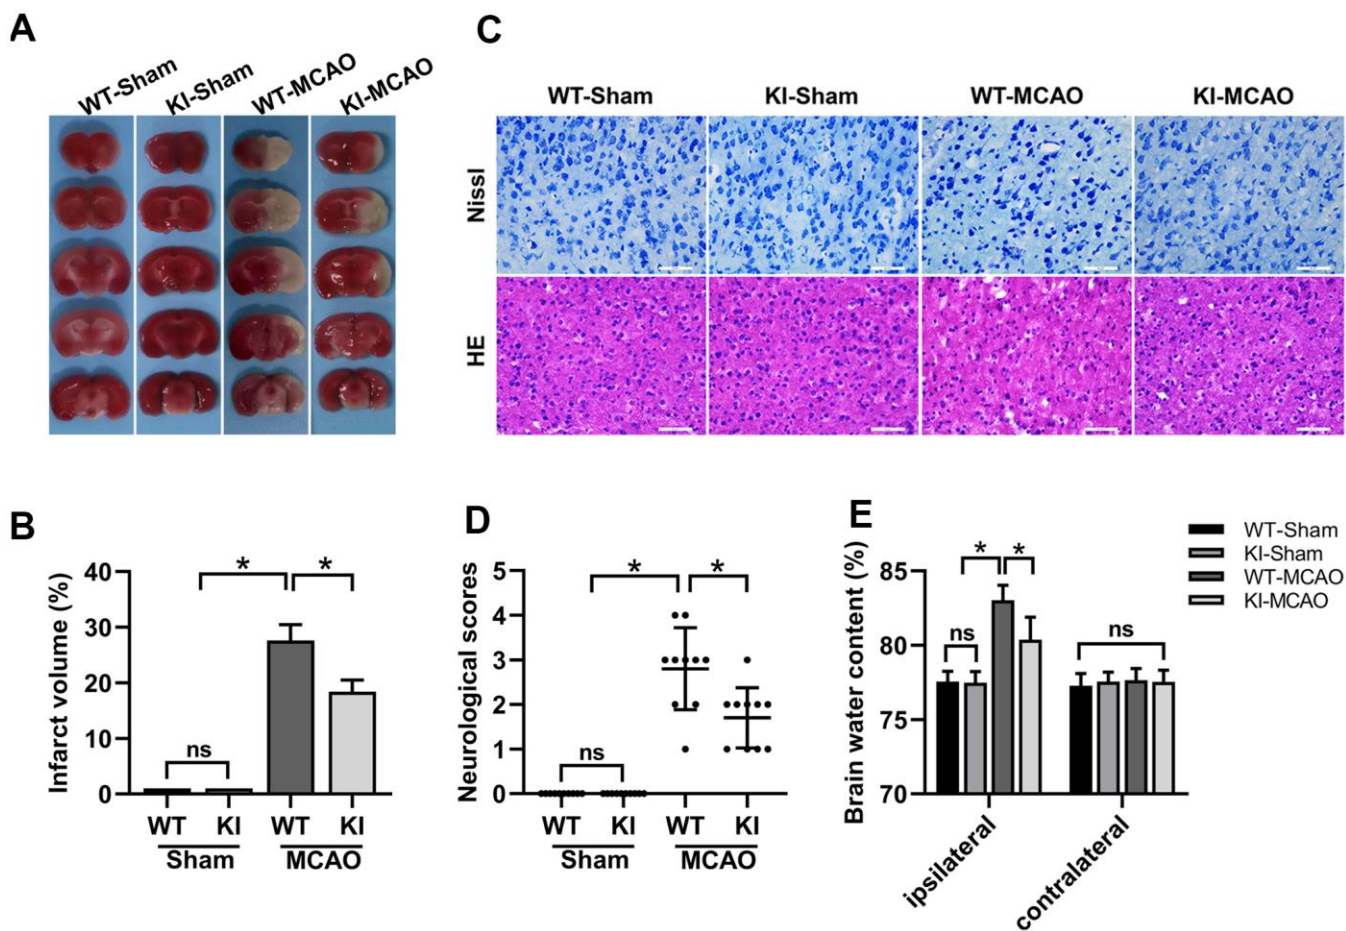 A
WT-Sham KI-Sham WT-MCAO KI-MCAO
C
WT-Sham KI-Sham WT-MCAO KI-MCAO
Nissl
HE
B
Infarct volume (%)
40
30
20
10
0
ns
*
*
WT KI WT KI
Sham MCAO
D
Neurological scores
5
4
3
2
1
0
ns
*
*
WT KI WT KI
Sham MCAO
E
Brain water content (%)
85
80
75
70
ns
*
*
ns
ipsilateral contralateral
WT-Sham
KI-Sham
WT-MCAO
KI-MCAO